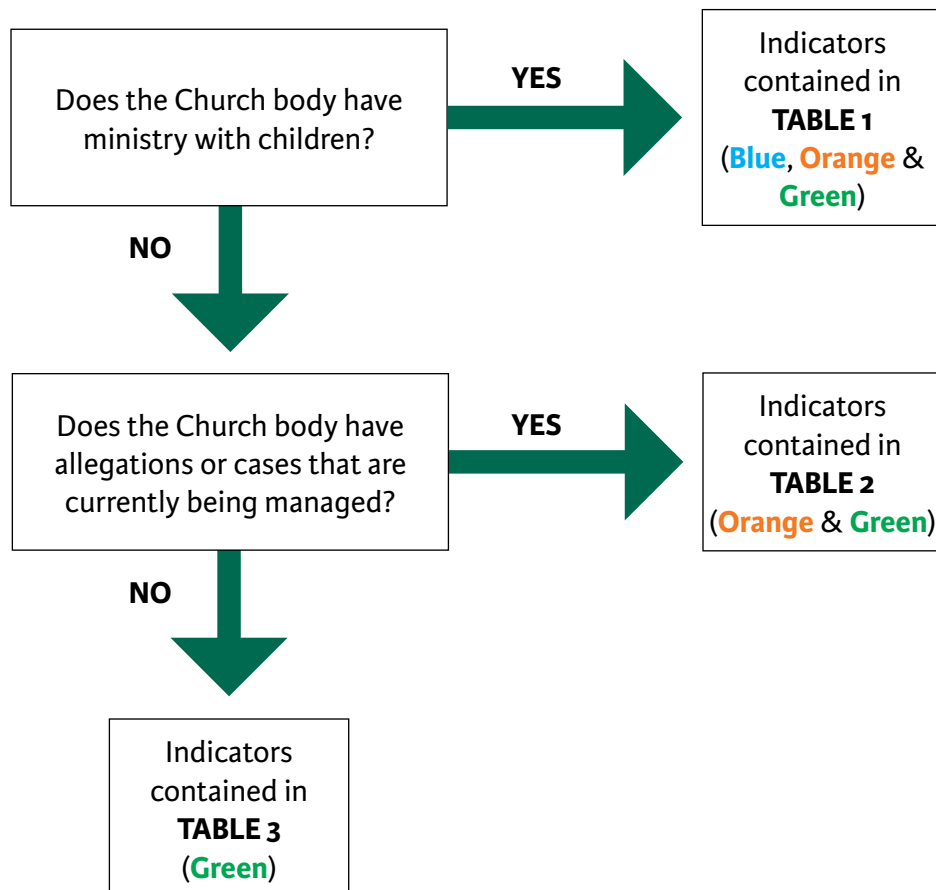 Does the Church body have
ministry with children?
YES
Indicators
contained in
TABLE 1
(Blue, Orange &
Green)
NO
Does the Church body have
allegations or cases that are
currently being managed?
YES
Indicators
contained in
TABLE 2
(Orange & Green)
NO
Indicators
contained in
TABLE 3
(Green)